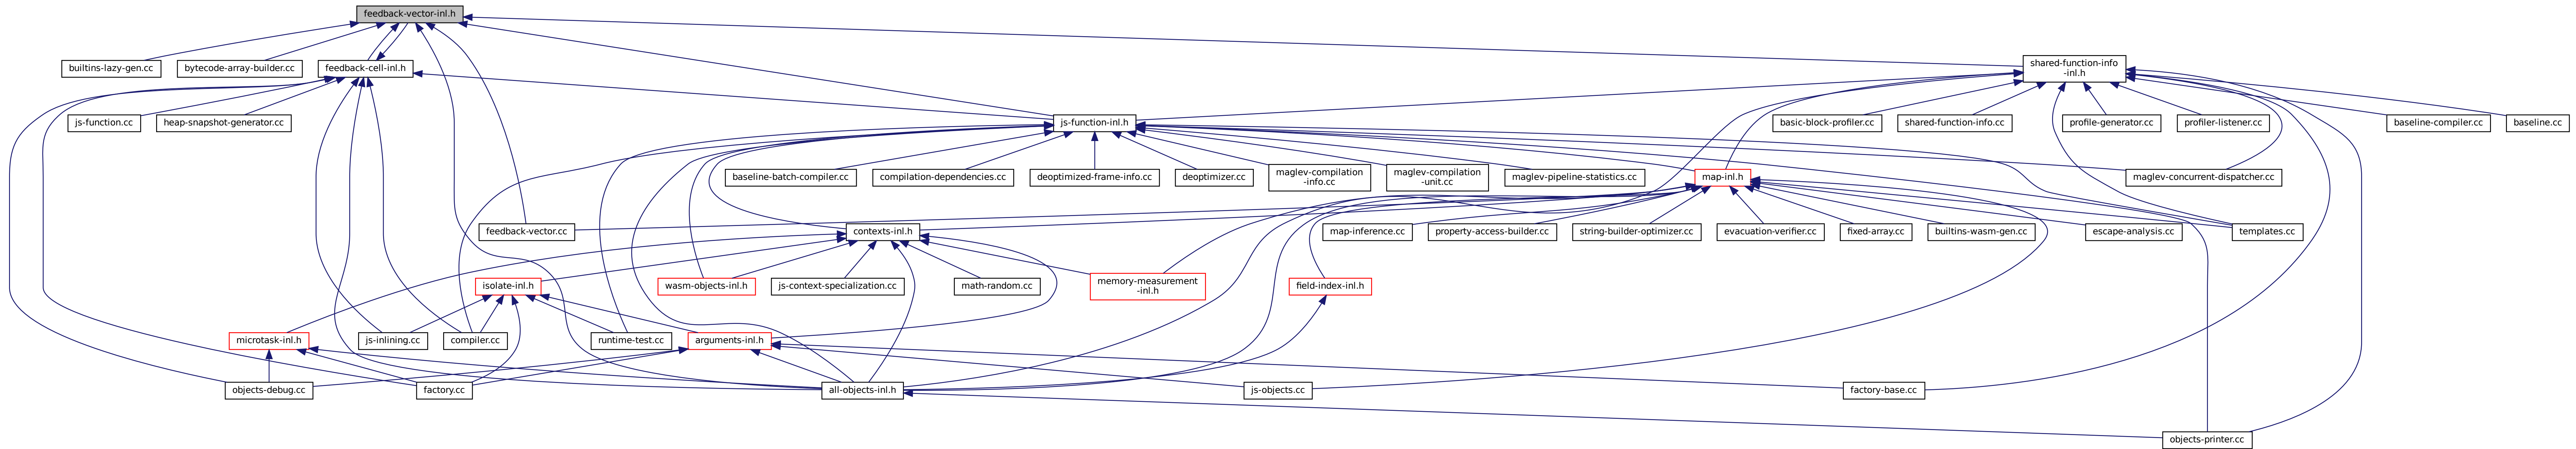 feedback-vector-inl.h
builtins-lazy-gen.cc
bytecode-array-builder.cc
feedback-cell-inl.h
shared-function-info
-inl.h
js-function.cc
heap-snapshot-generator.cc
js-function-inl.h
basic-block-profiler.cc
shared-function-info.cc
profile-generator.cc
profiler-listener.cc
baseline-compiler.cc
baseline.cc
baseline-batch-compiler.cc
compilation-dependencies.cc
deoptimized-frame-info.cc
deoptimizer.cc
maglev-compilation
-info.cc
maglev-compilation
-unit.cc
maglev-pipeline-statistics.cc
map-inl.h
maglev-concurrent-dispatcher.cc
feedback-vector.cc
contexts-inl.h
map-inference.cc
property-access-builder.cc
string-builder-optimizer.cc
evacuation-verifier.cc
fixed-array.cc
builtins-wasm-gen.cc
escape-analysis.cc
templates.cc
isolate-inl.h
wasm-objects-inl.h
js-context-specialization.cc
math-random.cc
memory-measurement
-inl.h
field-index-inl.h
microtask-inl.h
js-inlining.cc
compiler.cc
runtime-test.cc
arguments-inl.h
objects-debug.cc
factory.cc
all-objects-inl.h
js-objects.cc
factory-base.cc
objects-printer.cc